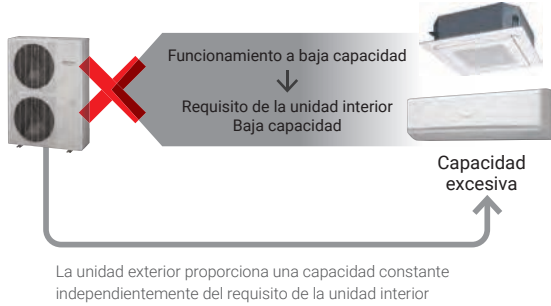 Funcionamiento a baja capacidad
Requisito de la unidad interior
Baja capacidad
Capacidad
excesiva
La unidad exterior proporciona una capacidad constante
independientemente del requisito de la unidad interior